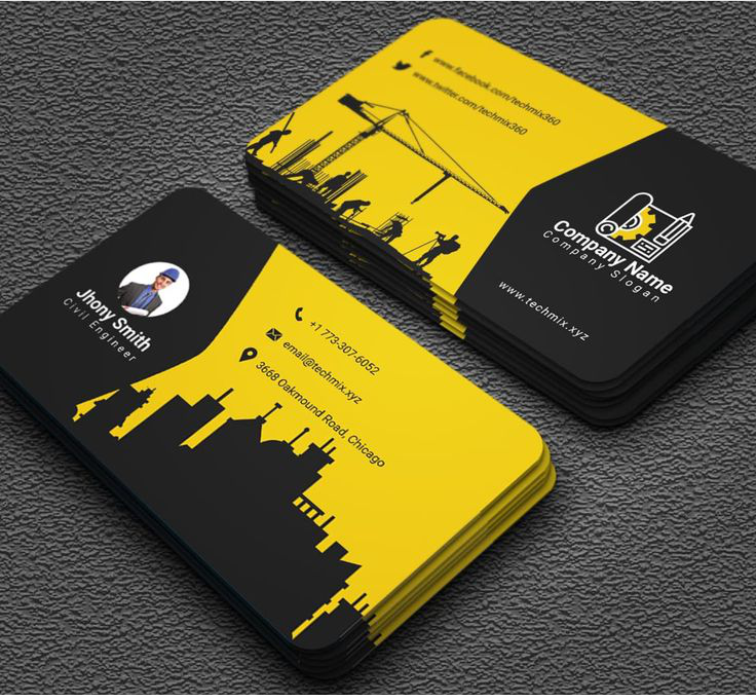 www.facebook.com/techmix360
www.twitter.com/techmix360
Company Name
Company Slogan
www.techmix.xyz
Jhony Smith
Civil Engineer
+1 773-307-6052
email@techmix.xyz
3668 Oakmound Road, Chicago